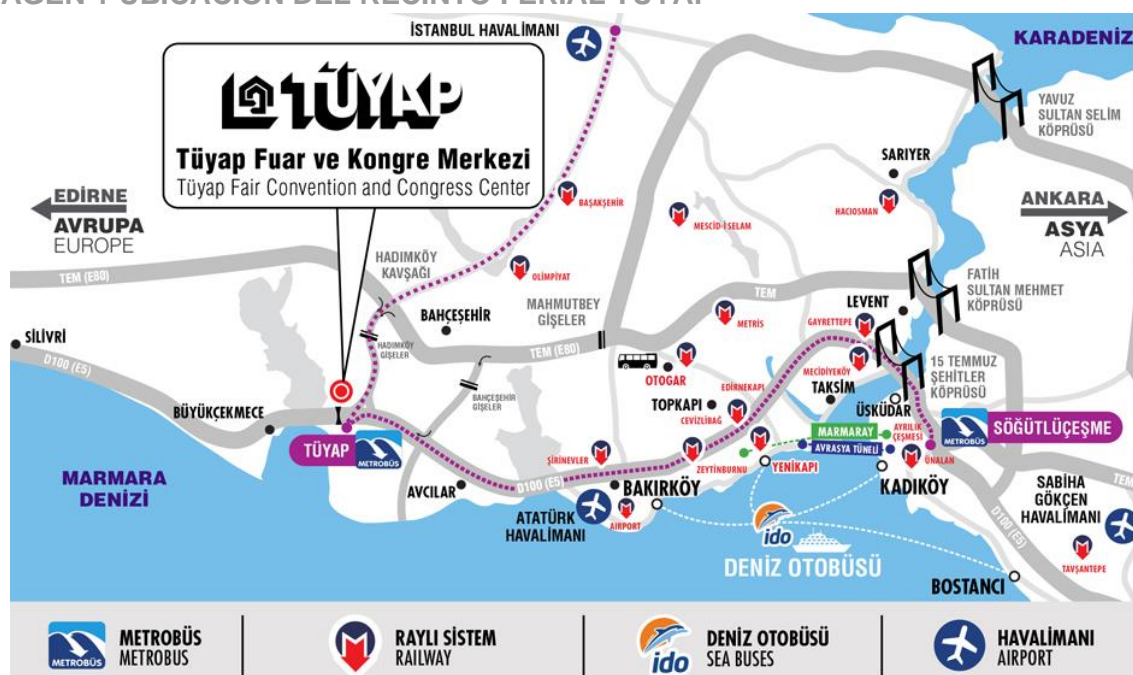 İSTANBUL HAVALİMANI
KARADENİZ
TÜYAP
Tüyap Fuar ve Kongre Merkezi
Tüyap Fair Convention and Congress Center
YAVUZ
SULTAN SELİM
KÖPRÜSÜ
SARIYER
EDİRNE
AVRUPA
EUROPE
BAŞAKŞEHİR
MESCİD-İ SELAM
HACIOSMAN
ANKARA
ASYA
ASIA
HADIMKÖY
KAVŞAĞI
OLİMPİYAT
TEM (E80)
MAHMUTBEY
GİŞELER
TEM
LEVENT
FATİH
SULTAN MEHMET
KÖPRÜSÜ
BAHÇEŞEHİR
METRİS
GAYRETTEPE
SİLİVRİ
HADIMKÖY
GİŞELER
TEM (E80)
D100 (E5)
OTOGAR
MECİDİYEKÖY
15 TEMMUZ
ŞEHİTLER
KÖPRÜSÜ
BAHÇEŞEHİR
GİŞELER
EDİRNEKAPI
TAKSİM
BÜYÜKÇEKMECE
TOPKAPI
CEVİZLİBAĞ
ÜSKÜDAR
MARMARAY
AYRILIK
ÇEŞMESİ
METROBÜS
SÖĞÜTLÜÇEŞME
TÜYAP
METROBÜS
AVRASYA TÜNELİ
ŞİRİNEVLER
ZEYTİNBURNU
YENİKAPI
ÜNALAN
MARMARA
DENİZİ
AVCILAR
D100 (E5)
BAKIRKÖY
KADIKÖY
SABİHA
GÖKÇEN
HAVALİMANI
TEM
ATATÜRK
HAVALİMANI
AIRPORT
ido
D100 (E5)
DENİZ OTOBÜSÜ
TAVŞANTEPE
BOSTANCI
METROBÜS
METROBÜS
METROBUS
RAYLI SİSTEM
RAILWAY
ido
DENİZ OTOBÜSÜ
SEA BUSES
HAVALİMANI
AIRPORT